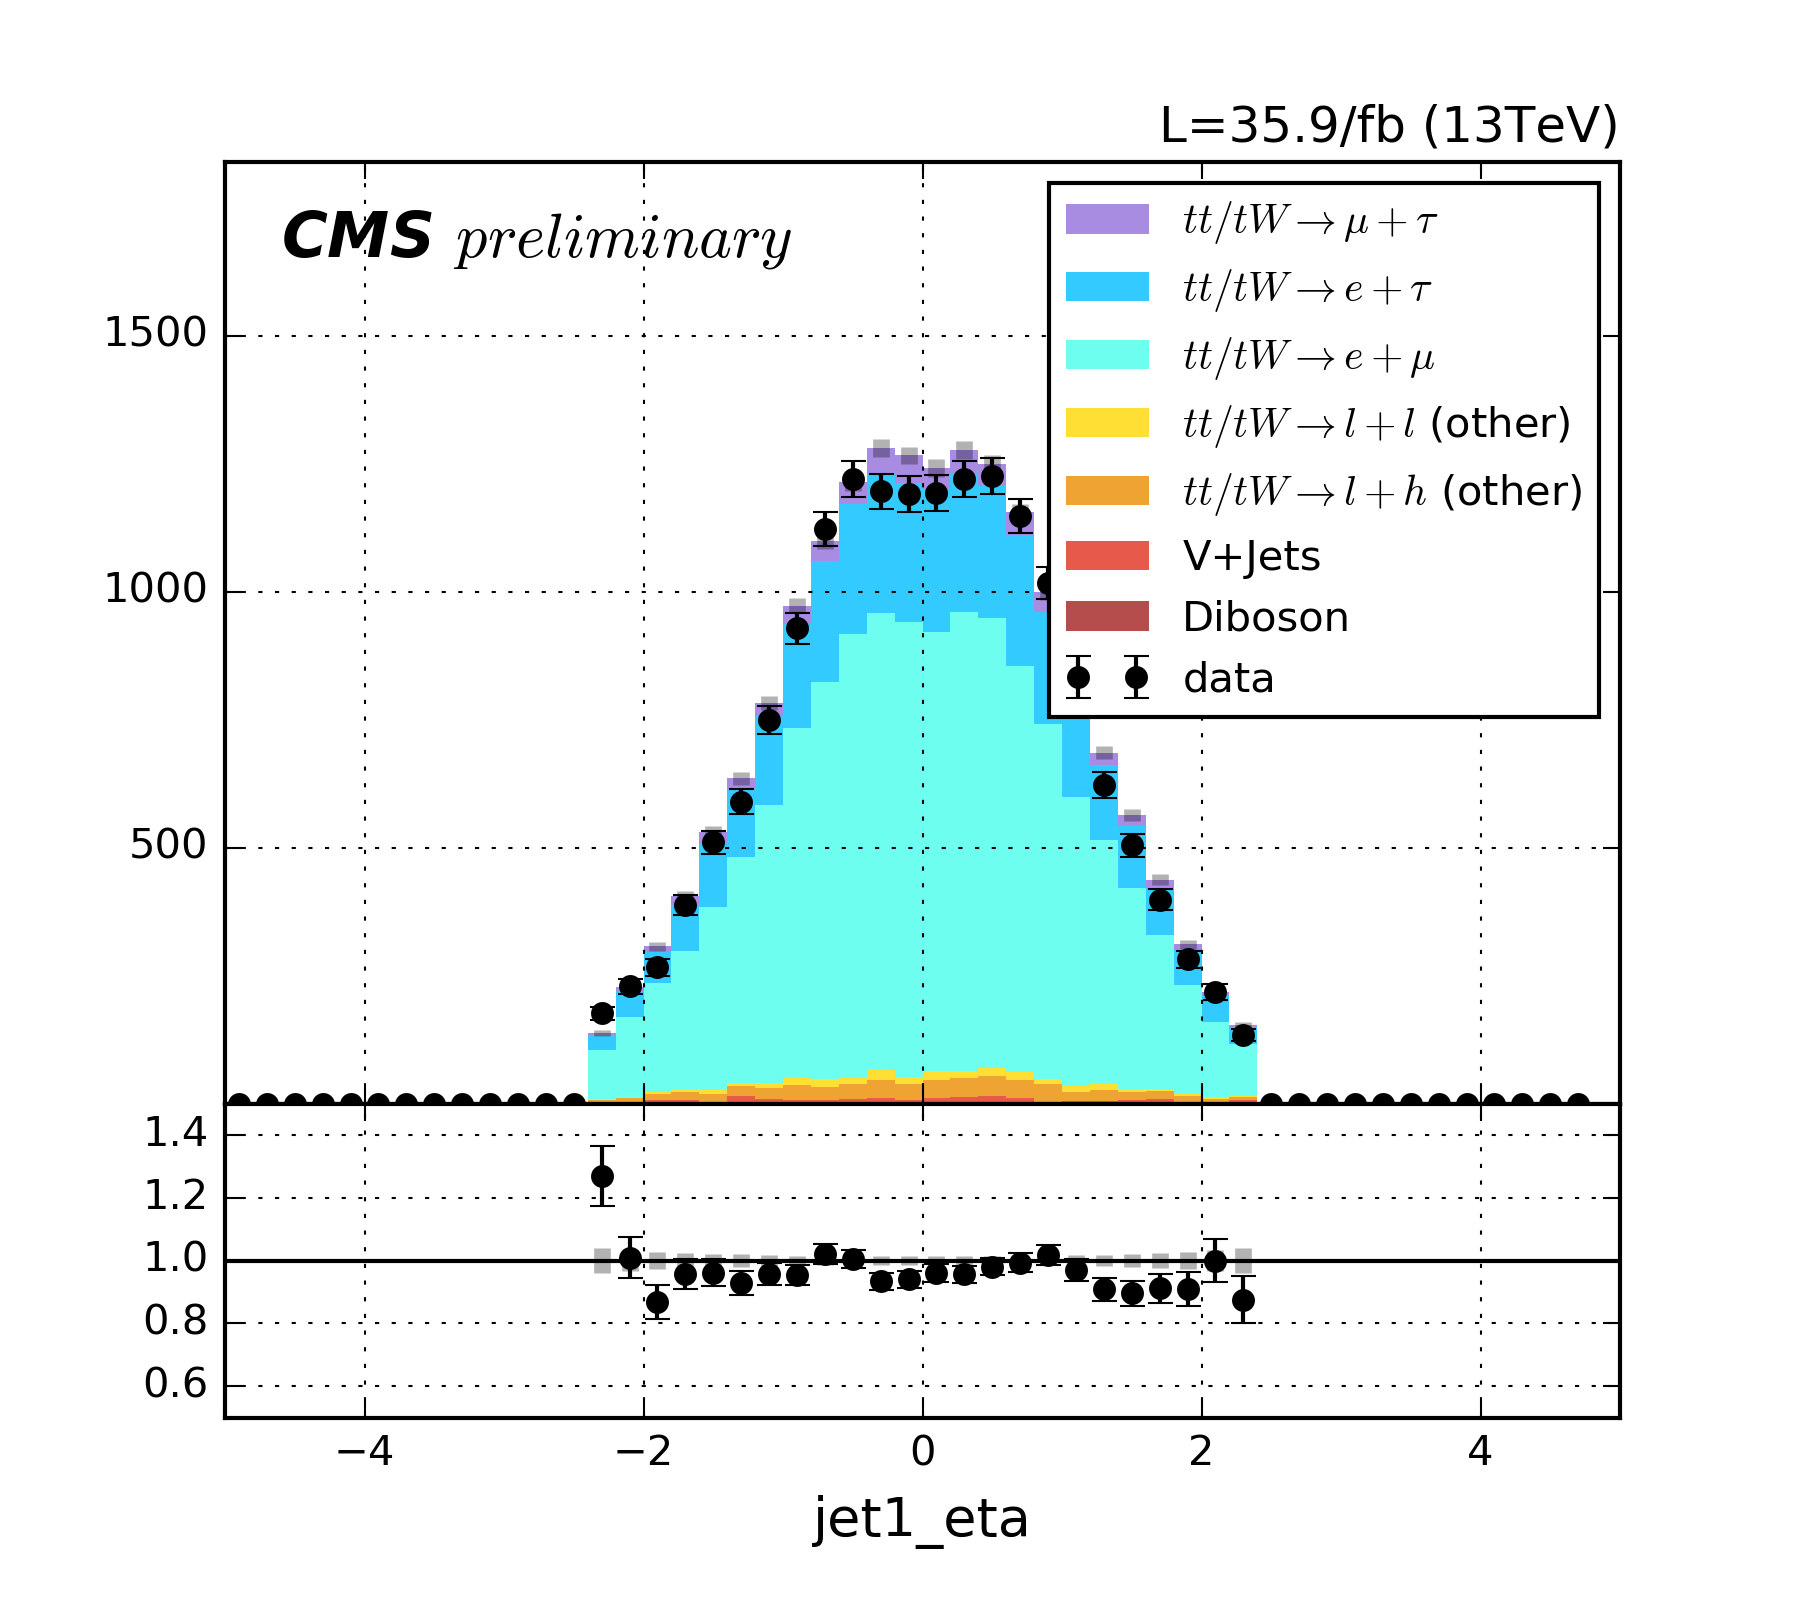 L=35.9/fb (13TeV)
CMS preliminary
tt/tW→μ+τ
tt/tW→e+τ
tt/tW→e+μ
tt/tW→l+l (other)
tt/tW→l+h (other)
V+Jets
Diboson
data
1500
1000
500
1.4
1.2
1.0
0.8
0.6
−4 −2 0 2 4
jet1_eta